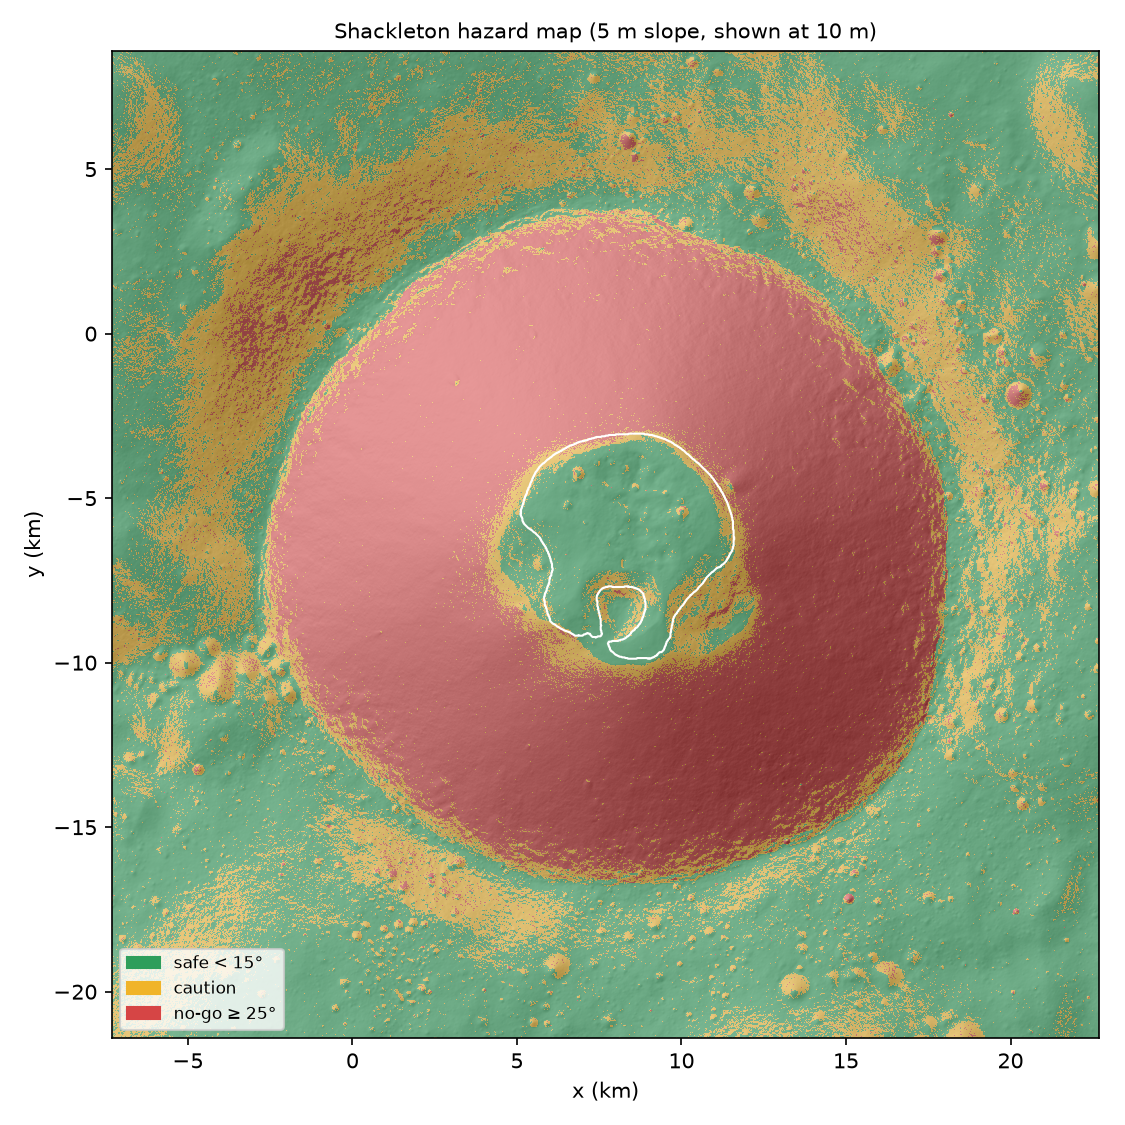 Shackleton hazard map (5 m slope, shown at 10 m)
5
0
−5
−10
−15
−20
y (km)
safe < 15°
caution
no-go ≥ 25°
−5
0
5
10
15
20
x (km)